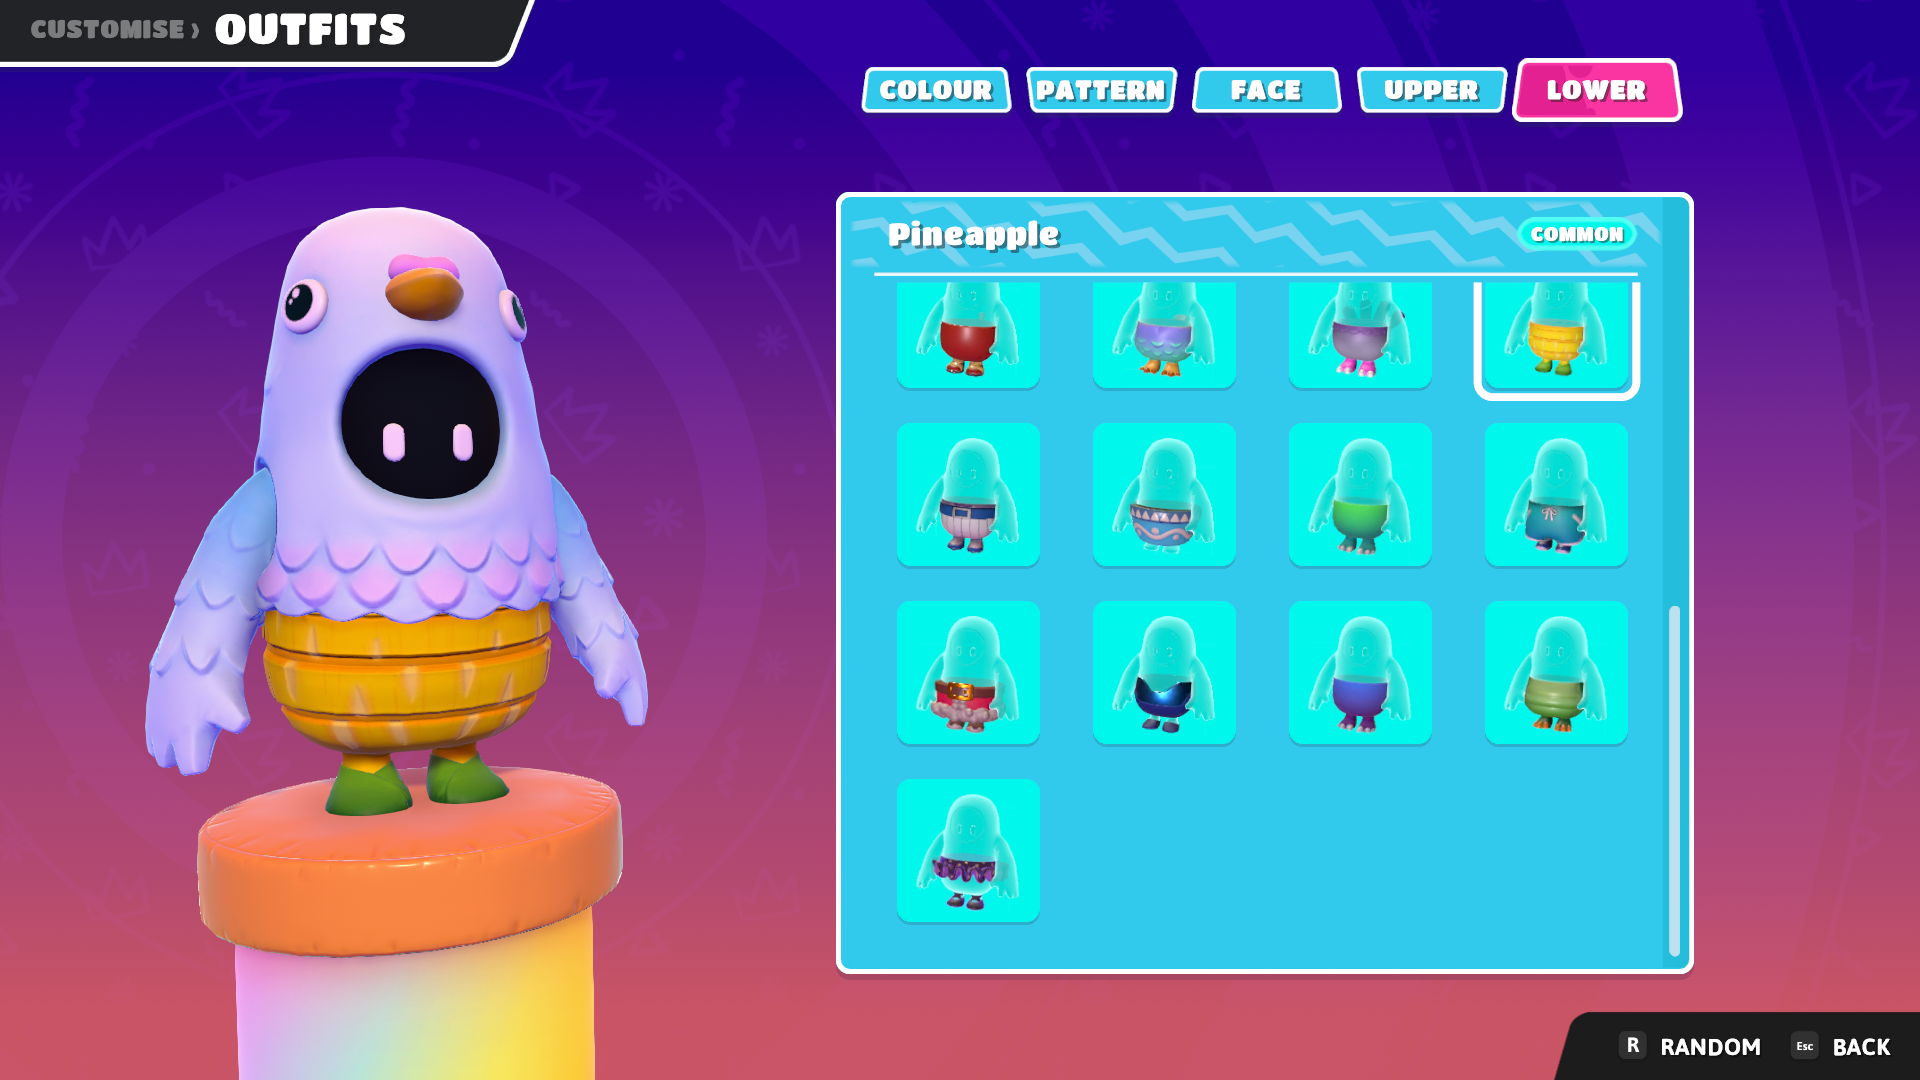 CUSTOMISE › OUTFITS
COLOUR PATTERN FACE UPPER LOWER
Pineapple COMMON
R RANDOM Esc BACK